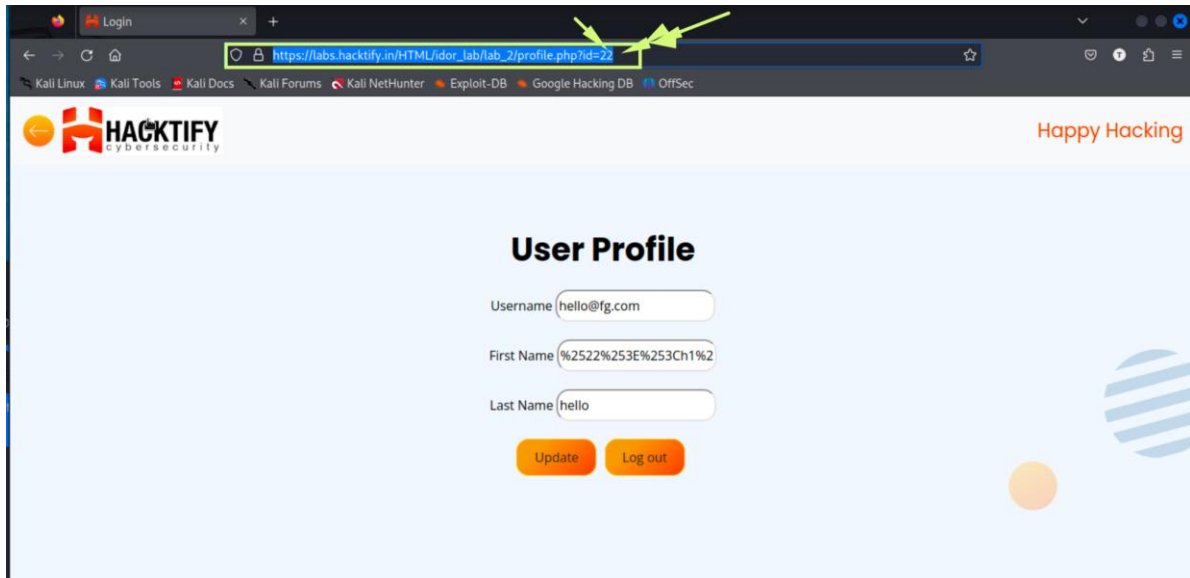 Login
https://labs.hacktify.in/HTML/idor_lab/lab_2/profile.php?id=22
Kali Linux Kali Tools Kali Docs Kali Forums Kali NetHunter Exploit-DB Google Hacking DB OffSec
HACKTIFY
cybersecurity
Happy Hacking
User Profile
Username hello@fg.com
First Name %2522%253E%253Ch1%2
Last Name hello
Update Log out